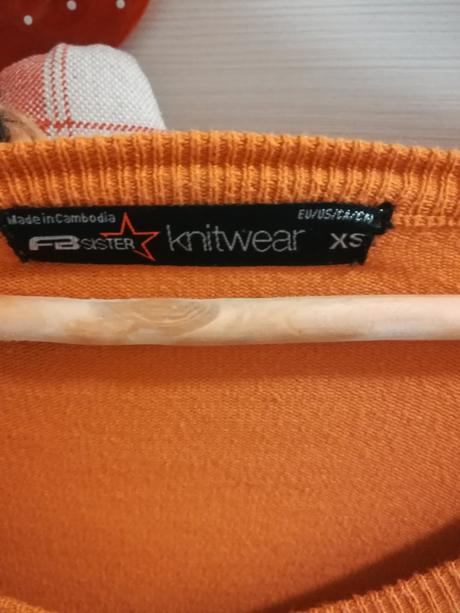 Made in Cambodia
EU/US/CA/CN
FB SISTER knitwear XS